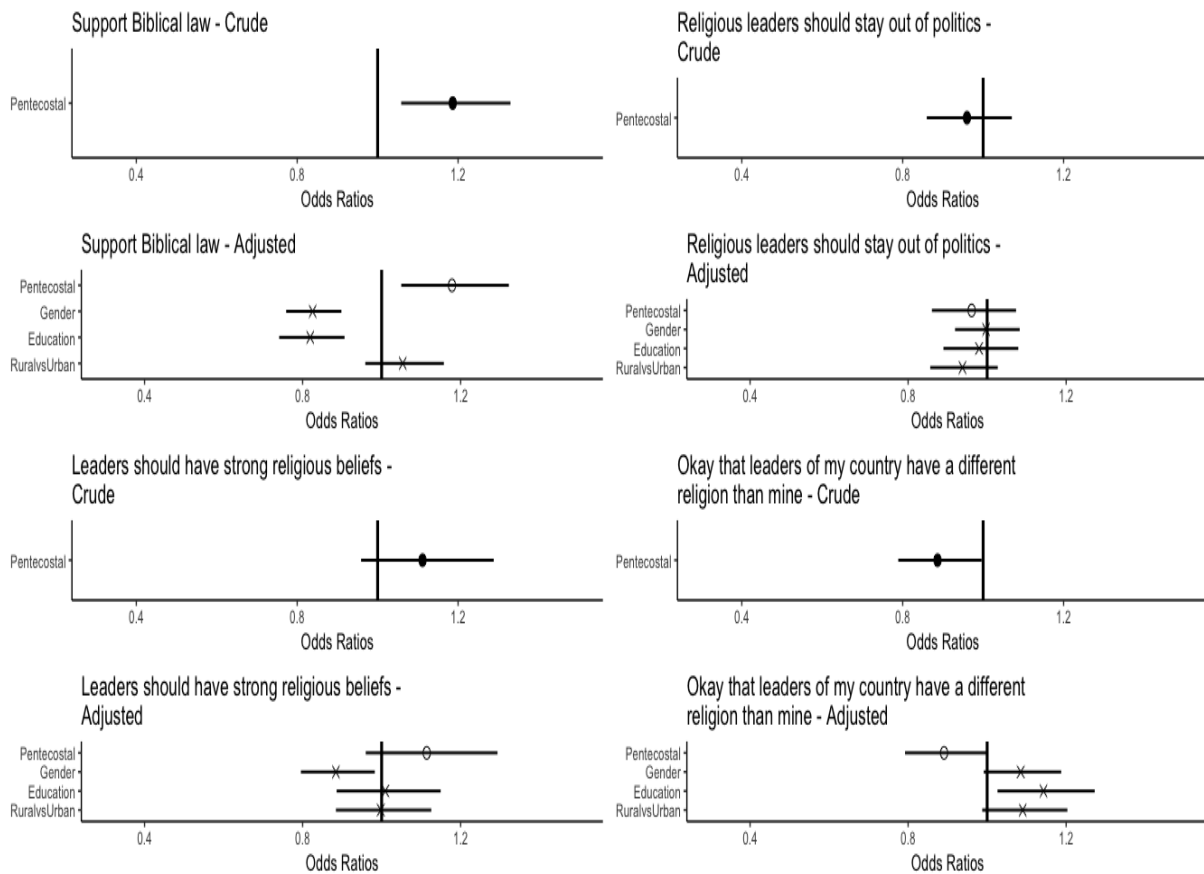 Support Biblical law - Crude
Pentecostal
0.4 0.8 1.2
Odds Ratios
Religious leaders should stay out of politics -
Crude
Pentecostal
0.4 0.8 1.2
Odds Ratios
Support Biblical law - Adjusted
Pentecostal
Gender
Education
RuralvsUrban
0.4 0.8 1.2
Odds Ratios
Religious leaders should stay out of politics -
Adjusted
Pentecostal
Gender
Education
RuralvsUrban
0.4 0.8 1.2
Odds Ratios
Leaders should have strong religious beliefs -
Crude
Pentecostal
0.4 0.8 1.2
Odds Ratios
Okay that leaders of my country have a different
religion than mine - Crude
Pentecostal
0.4 0.8 1.2
Odds Ratios
Leaders should have strong religious beliefs -
Adjusted
Pentecostal
Gender
Education
RuralvsUrban
0.4 0.8 1.2
Odds Ratios
Okay that leaders of my country have a different
religion than mine - Adjusted
Pentecostal
Gender
Education
RuralvsUrban
0.4 0.8 1.2
Odds Ratios